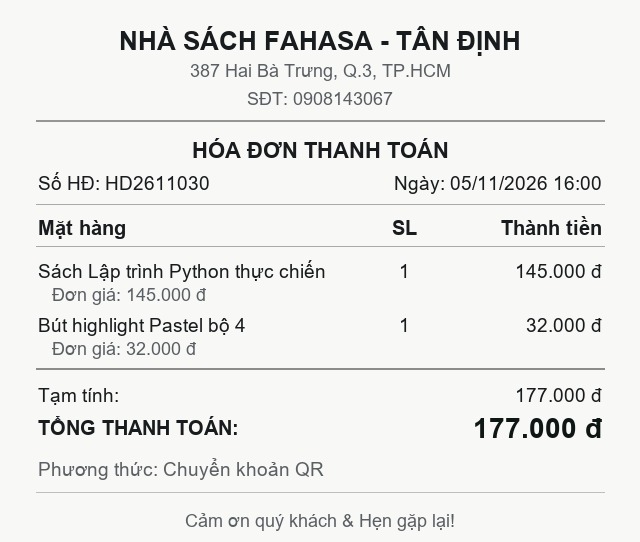 NHÀ SÁCH FAHASA - TÂN ĐỊNH
387 Hai Bà Trưng, Q.3, TP.HCM
SĐT: 0908143067
HÓA ĐƠN THANH TOÁN
Số HĐ: HD2611030 Ngày: 05/11/2026 16:00
Mặt hàng SL Thành tiền
Sách Lập trình Python thực chiến 1 145.000 đ
Đơn giá: 145.000 đ
Bút highlight Pastel bộ 4 1 32.000 đ
Đơn giá: 32.000 đ
Tạm tính: 177.000 đ
TỔNG THANH TOÁN: 177.000 đ
Phương thức: Chuyển khoản QR
Cảm ơn quý khách & Hẹn gặp lại!